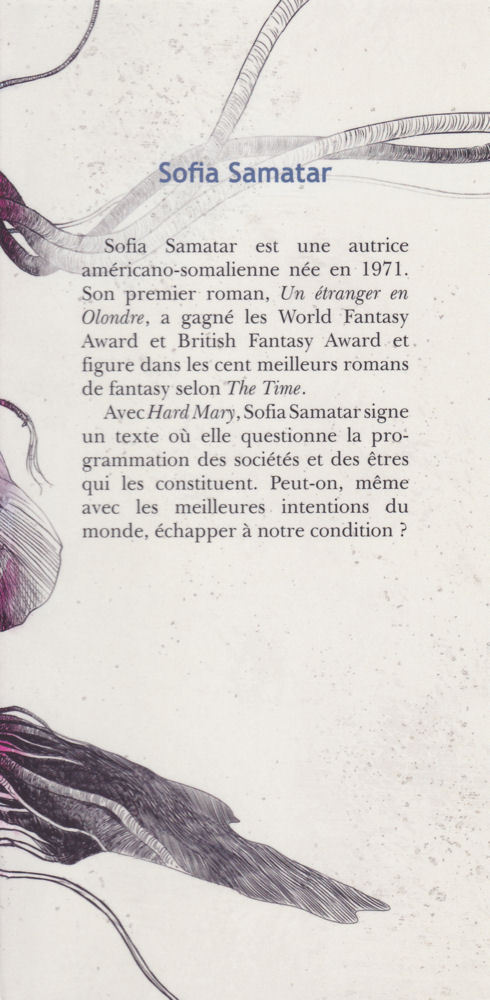 Sofia Samatar
Sofia Samatar est une autrice
américano-somalienne née en 1971.
Son premier roman, Un étranger en
Olondre, a gagné les World Fantasy
Award et British Fantasy Award et
figure dans les cent meilleurs romans
de fantasy selon The Time.
Avec Hard Mary, Sofia Samatar signe
un texte où elle questionne la pro-
grammation des sociétés et des êtres
qui les constituent. Peut-on, même
avec les meilleures intentions du
monde, échapper à notre condition ?